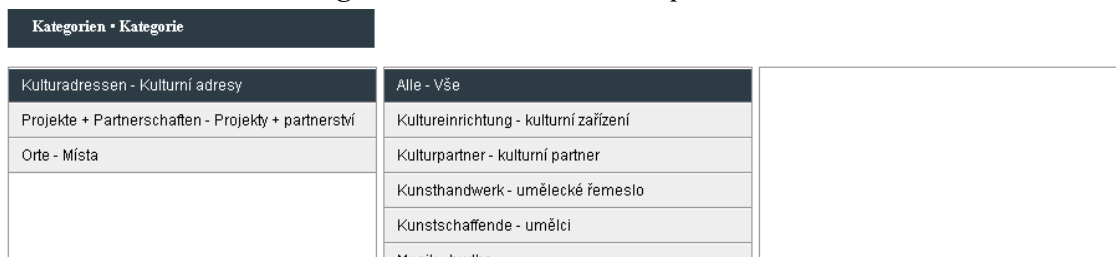 Kategorien • Kategorie
Kulturadressen - Kulturní adresy
Projekte + Partnerschaften - Projekty + partnerství
Orte - Místa
Alle - Vše
Kultureinrichtung - kulturní zařízení
Kulturpartner - kulturní partner
Kunsthandwerk - umělecké řemeslo
Kunstschaffende - umělci